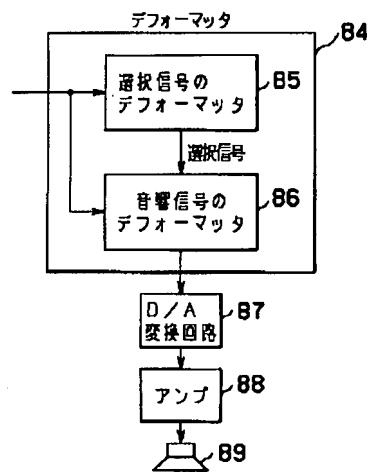 デフォーマッタ
84
選択信号の
デフォーマッタ
85
選択信号
音響信号の
デフォーマッタ
86
D/A
変換回路
87
アンプ
88
89